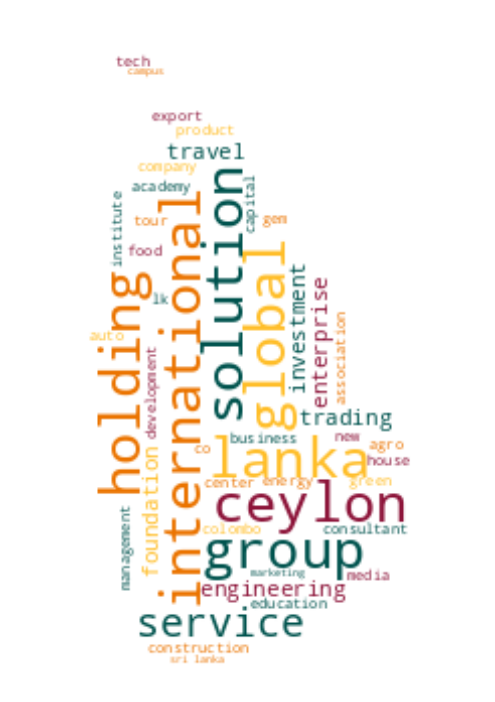 tech
campus
export
product
travel
company
academy
institute
capital
tour
gem
international
solution
food
global
holding
lk
investment
enterprise
association
auto
development
trading
business
new
agro
lanka
house
co
foundation
center
energy
green
ceylon
management
colombo
consultant
group
marketing
media
engineering
education
service
construction
sri lanka